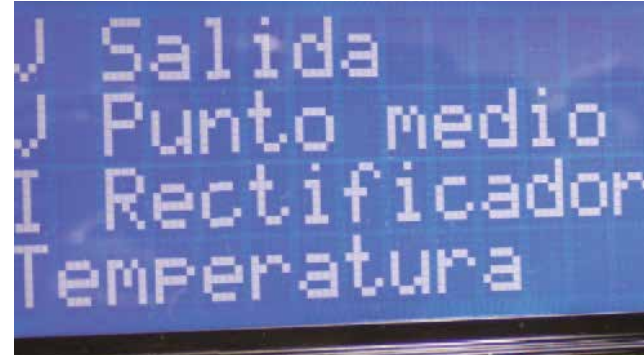 V Salida
V Punto medio
I Rectificador
Temperatura